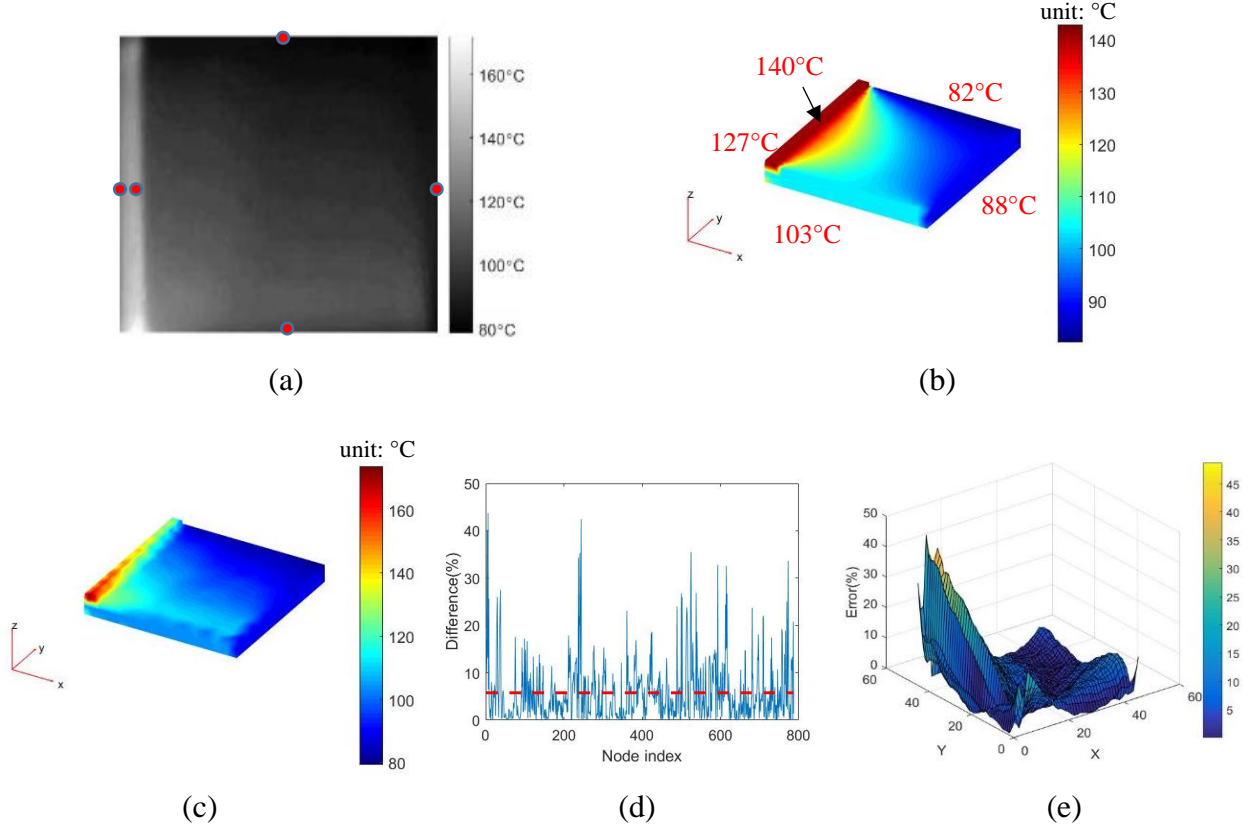 160°C
140°C
120°C
100°C
80°C
(a)
unit: °C
140
130
120
110
100
90
140°C
82°C
127°C
88°C
103°C
z
y
x
(b)
unit: °C
160
140
120
100
80
z
y
x
(c)
50
40
30
20
10
0
Difference(%)
0 200 400 600 800
Node index
(d)
50
40
30
20
10
0
Error(%)
60
40
20
0
Y
0
20
40
60
X
45
40
35
30
25
20
15
10
5
(e)